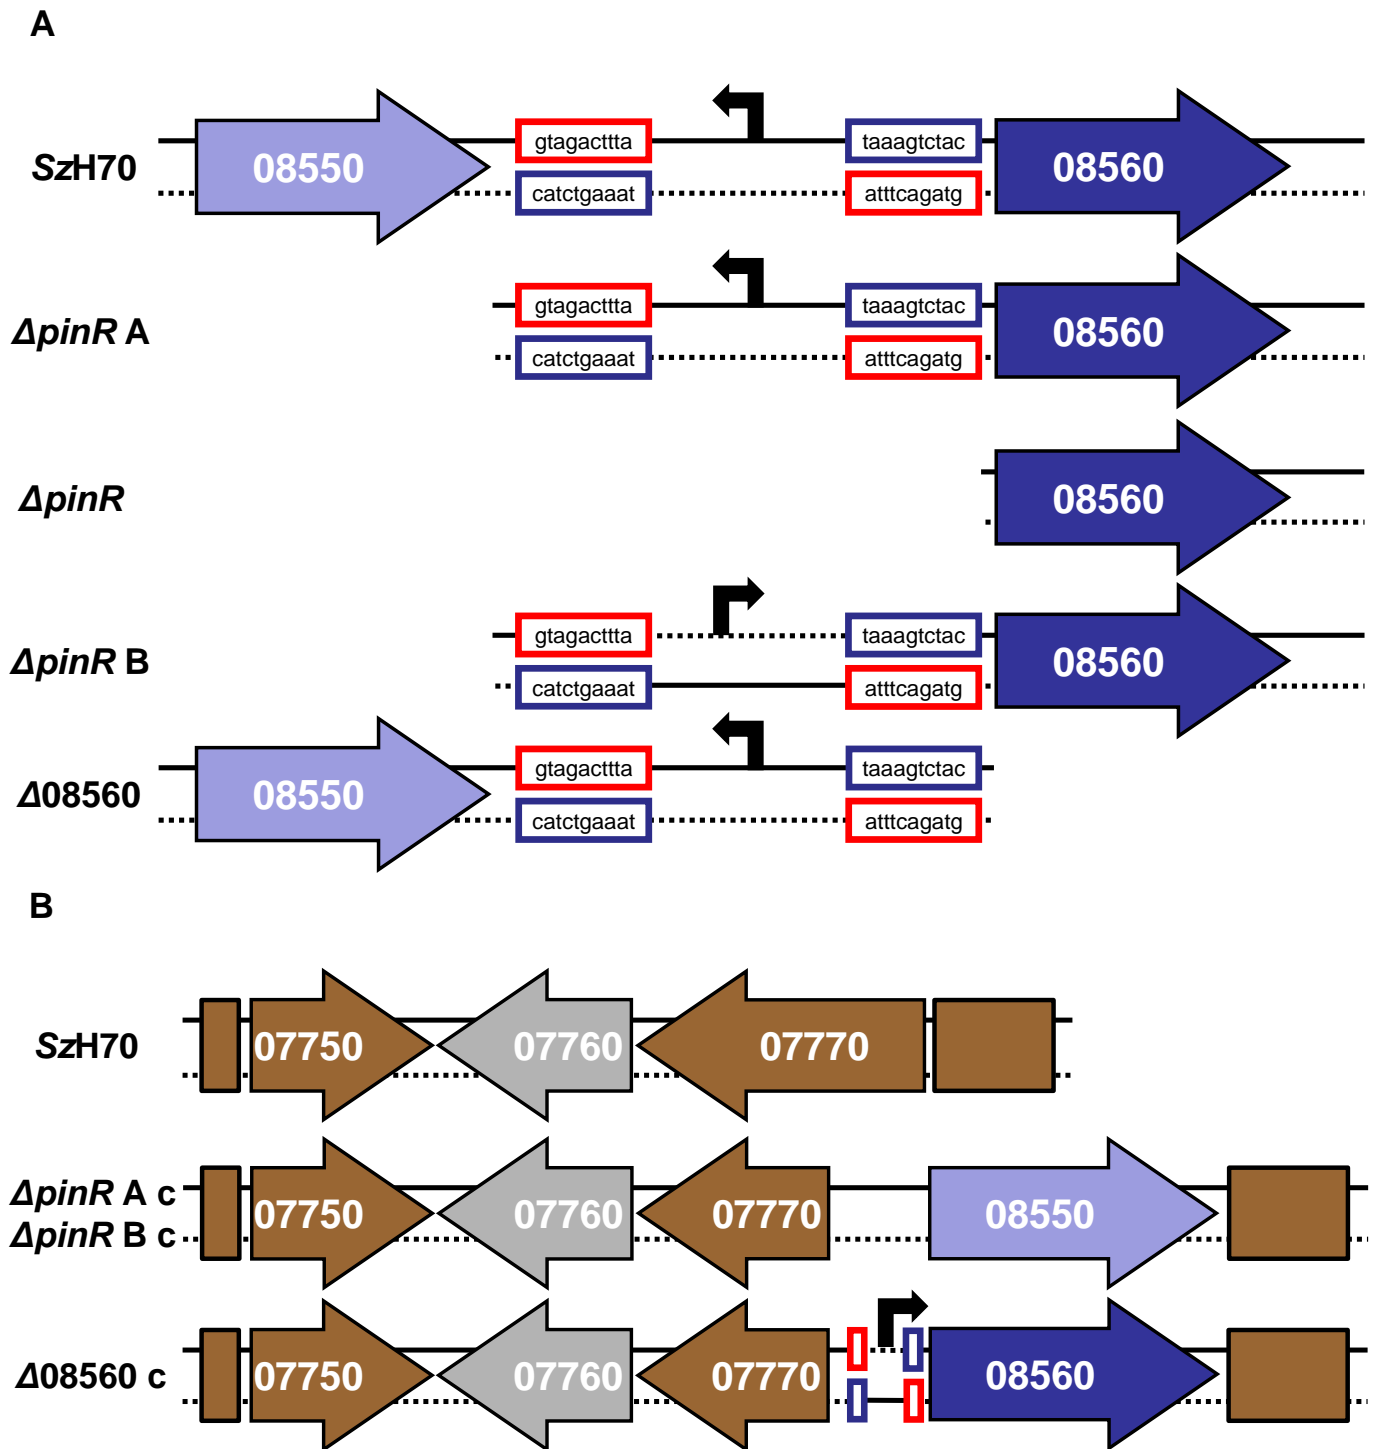 A
SzH70
08550
gtagacttta
taaagtctac
08560
catctgaaat
atttcagatg
ΔpinR A
gtagacttta
taaagtctac
08560
catctgaaat
atttcagatg
ΔpinR
08560
ΔpinR B
gtagacttta
taaagtctac
08560
catctgaaat
atttcagatg
Δ08560
08550
gtagacttta
taaagtctac
catctgaaat
atttcagatg
B
SzH70
07750
07760
07770
ΔpinR A c
ΔpinR B c
07750
07760
07770
08550
Δ08560 c
07750
07760
07770
08560